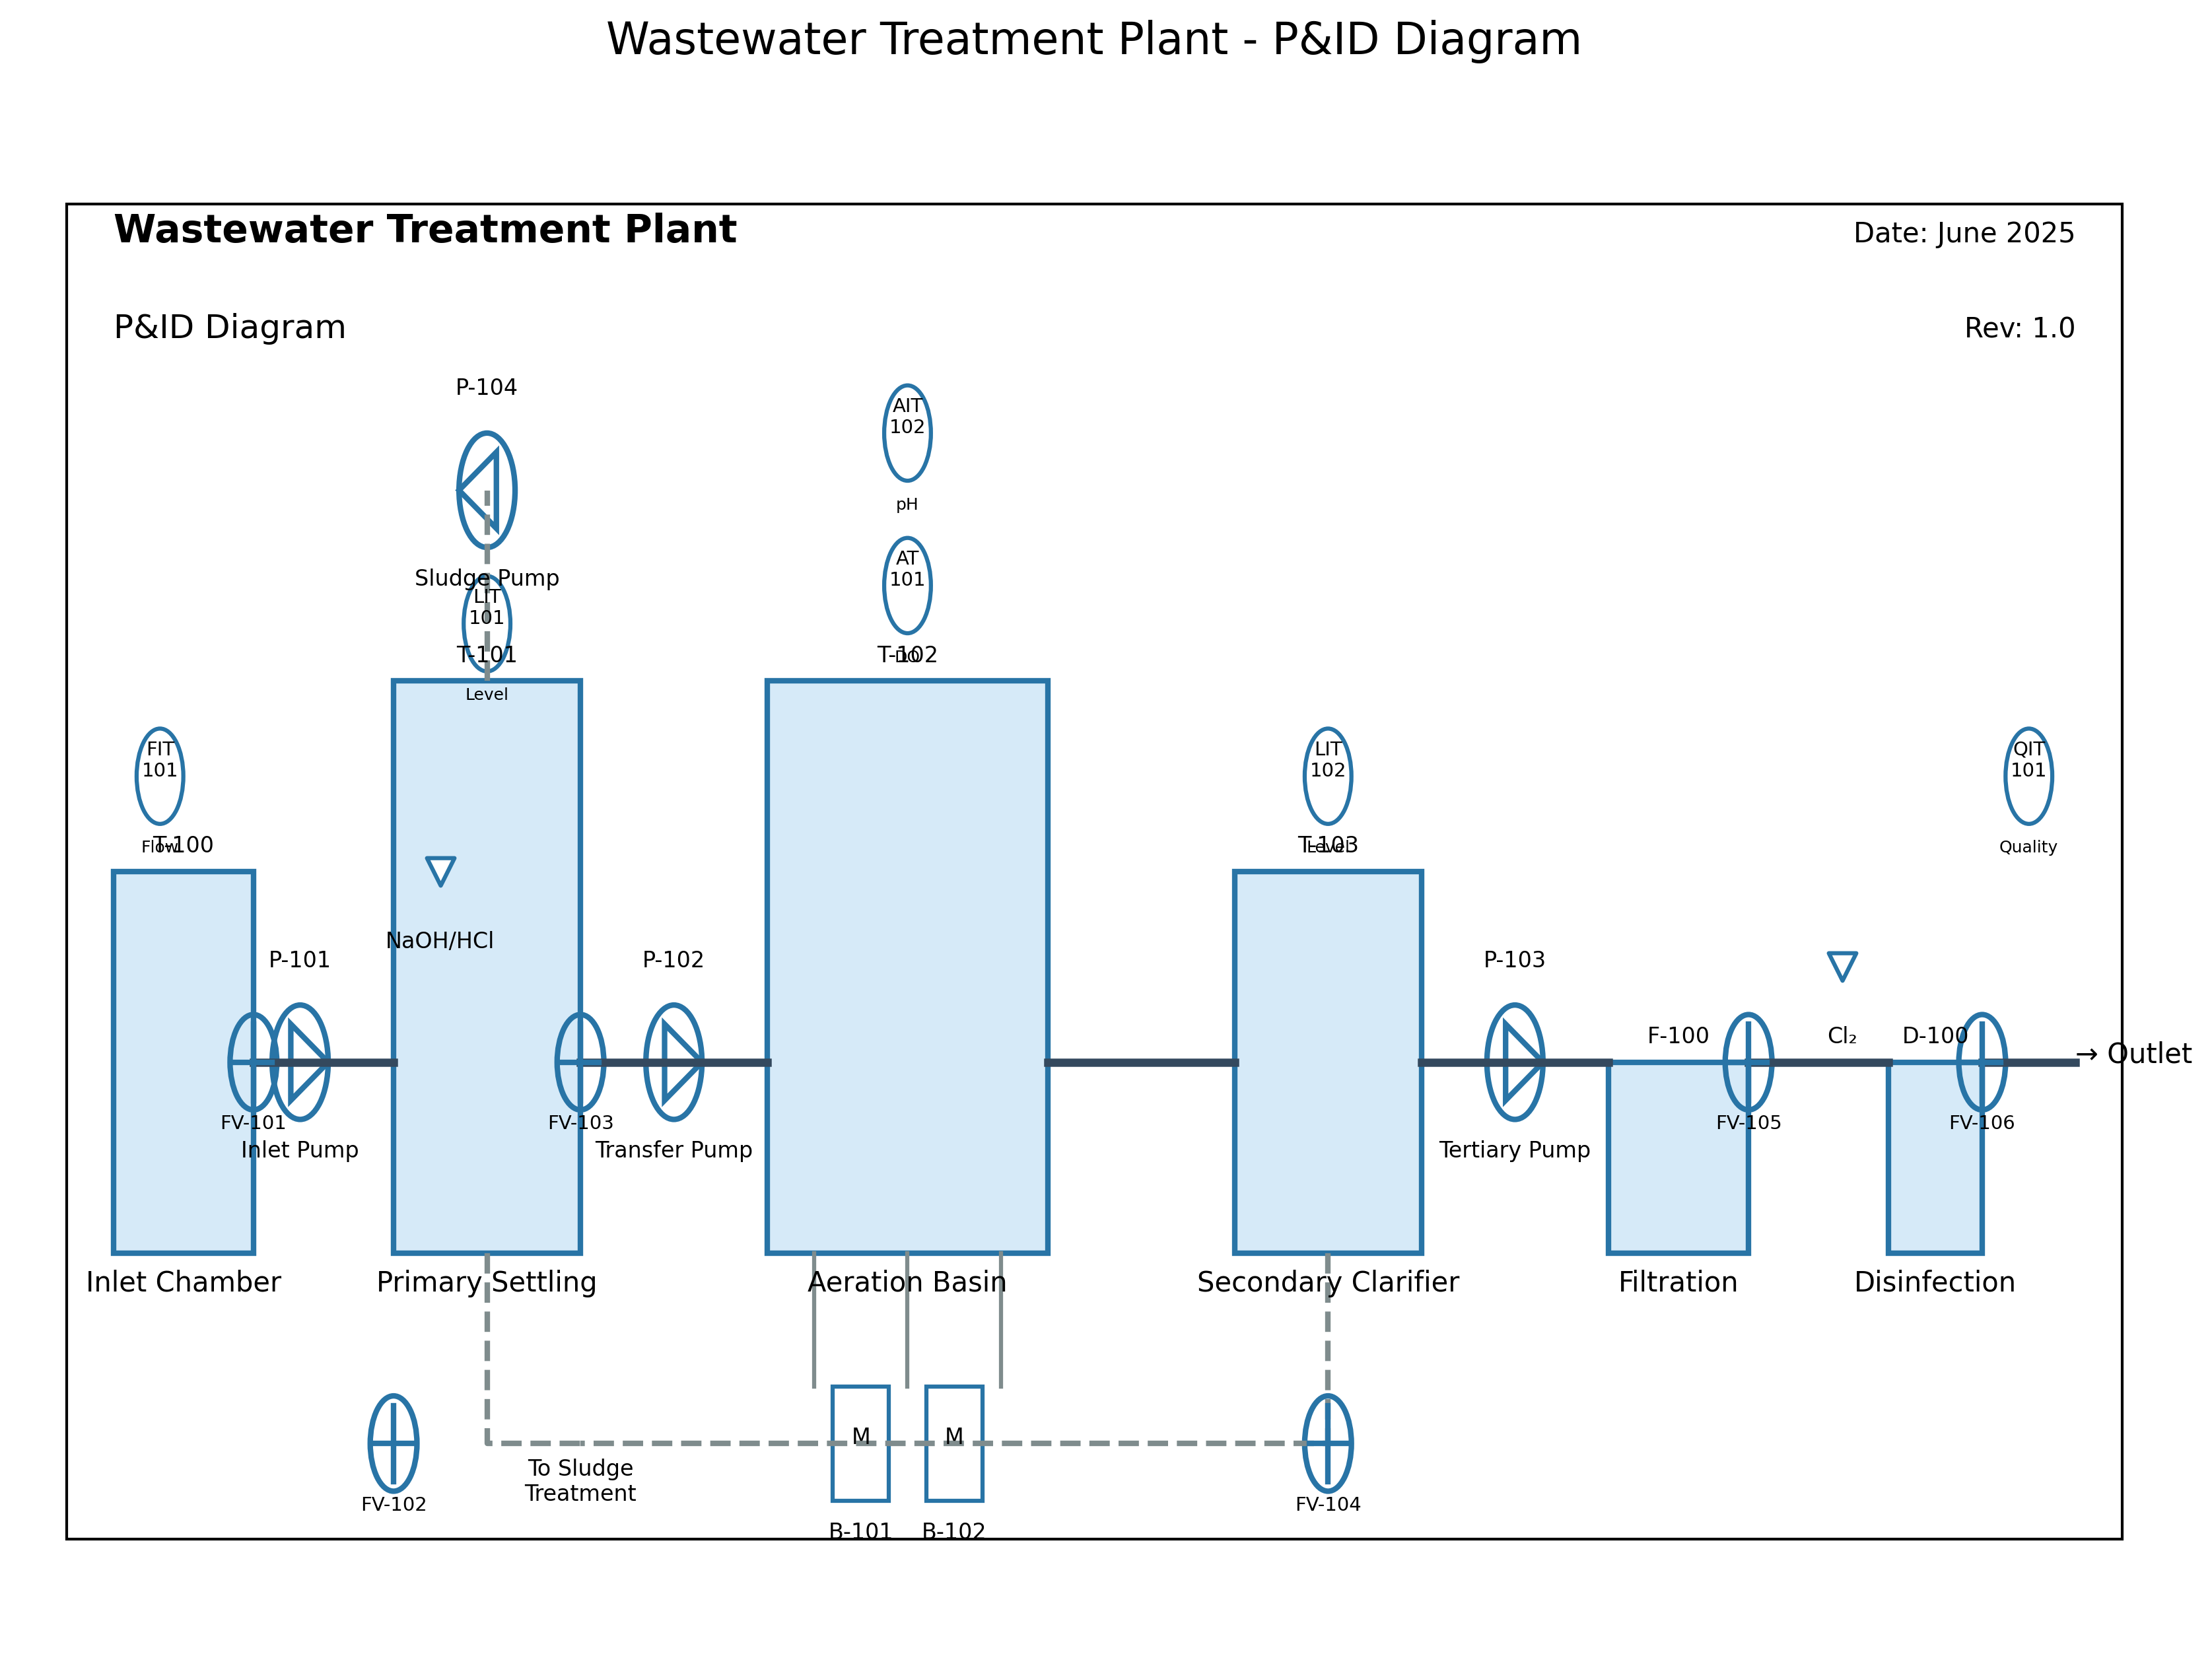 Wastewater Treatment Plant - P&ID Diagram
Wastewater Treatment Plant
Date: June 2025
P&ID Diagram
Rev: 1.0
P-104
AIT
102
pH
Sludge Pump
AT
101
LIT
101
T-101
T-102
DO
Level
FIT
101
LIT
102
QIT
101
Flow
T-100
T-103
Level
Quality
NaOH/HCl
P-101
P-102
P-103
F-100
Cl₂
D-100
→ Outlet
FV-101
FV-103
FV-105
FV-106
Inlet Pump
Transfer Pump
Tertiary Pump
Inlet Chamber
Primary Settling
Aeration Basin
Secondary Clarifier
Filtration
Disinfection
M
M
To Sludge
Treatment
FV-102
FV-104
B-101
B-102